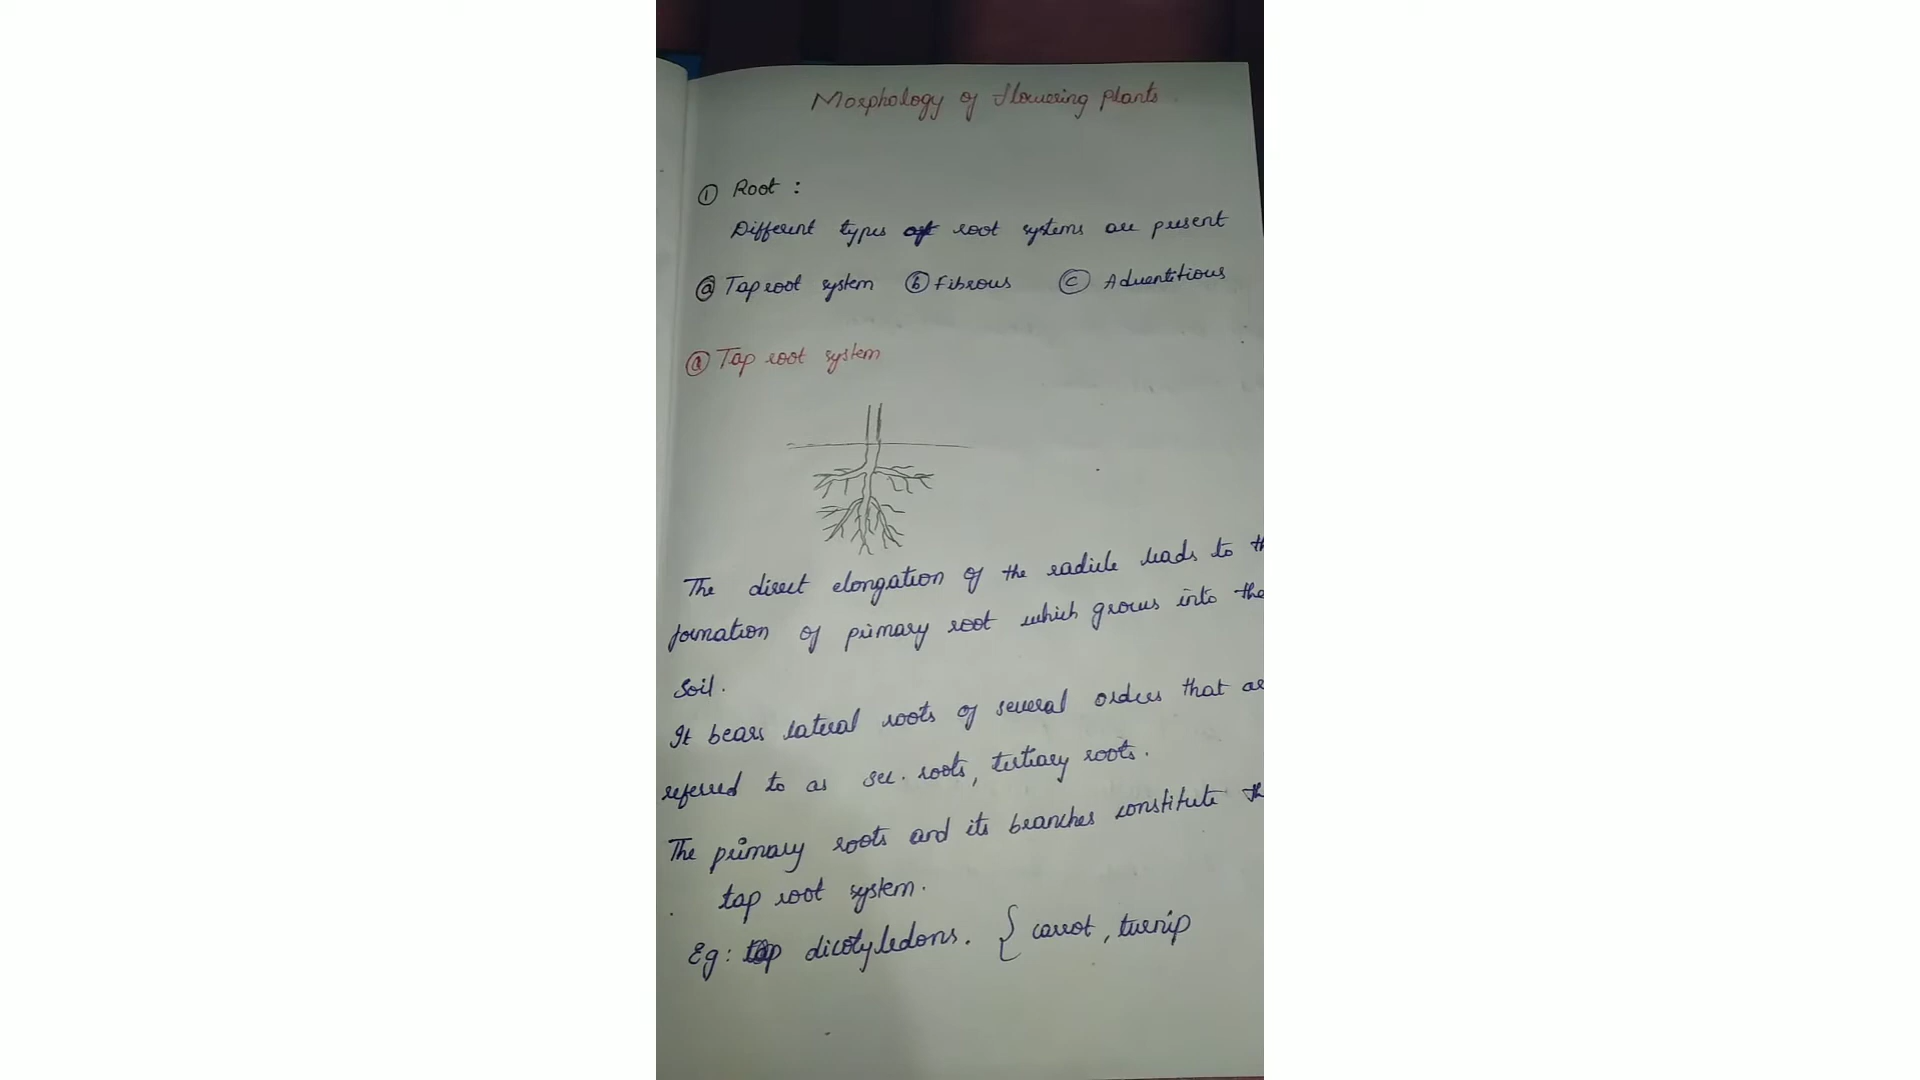 Morphology of flowering plants.
① Root :
Different types of root systems are present
ⓐ Tap root system ⓑ Fibrous ⓒ Adventitious
ⓐ Tap root system
The direct elongation of the radicle leads to th
formation of primary root which grows into the
soil.
It bears lateral roots of several orders that ar
referred to as sec. roots, tertiary roots.
The primary roots and its branches constitute th
tap root system.
Eg: dicotyledons. { carrot, turnip